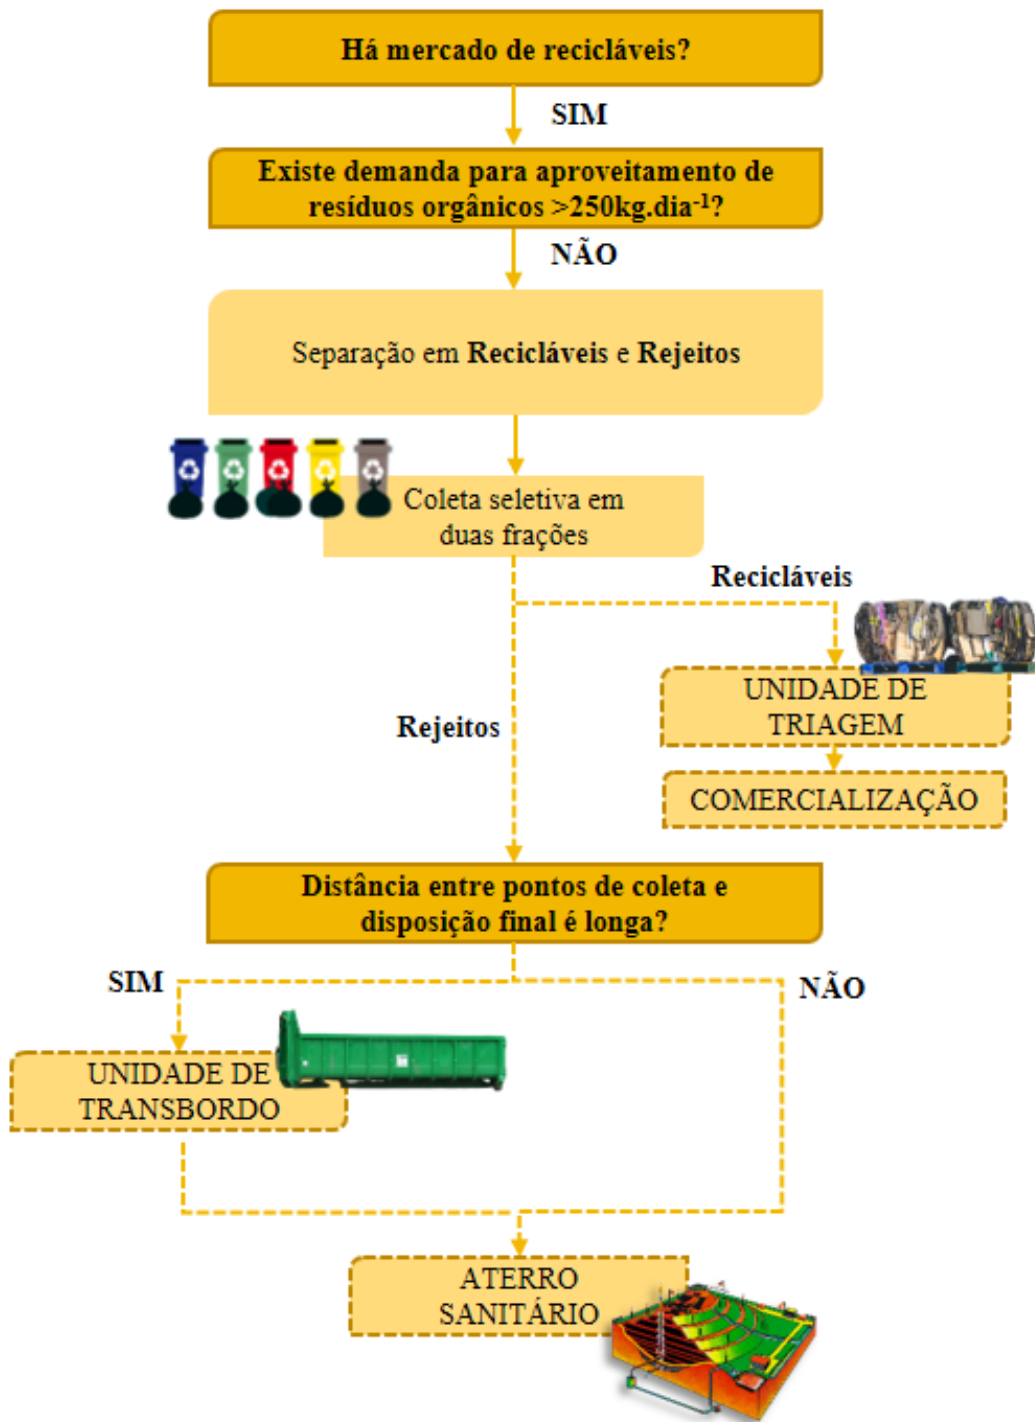 Há mercado de recicláveis?
SIM
Existe demanda para aproveitamento de
resíduos orgânicos >250kg.dia⁻¹?
NÃO
Separação em Recicláveis e Rejeitos
Coleta seletiva em
duas frações
Recicláveis
UNIDADE DE
TRIAGEM
COMERCIALIZAÇÃO
Rejeitos
Distância entre pontos de coleta e
disposição final é longa?
SIM
NÃO
UNIDADE DE
TRANSBORDO
ATERRO
SANITÁRIO